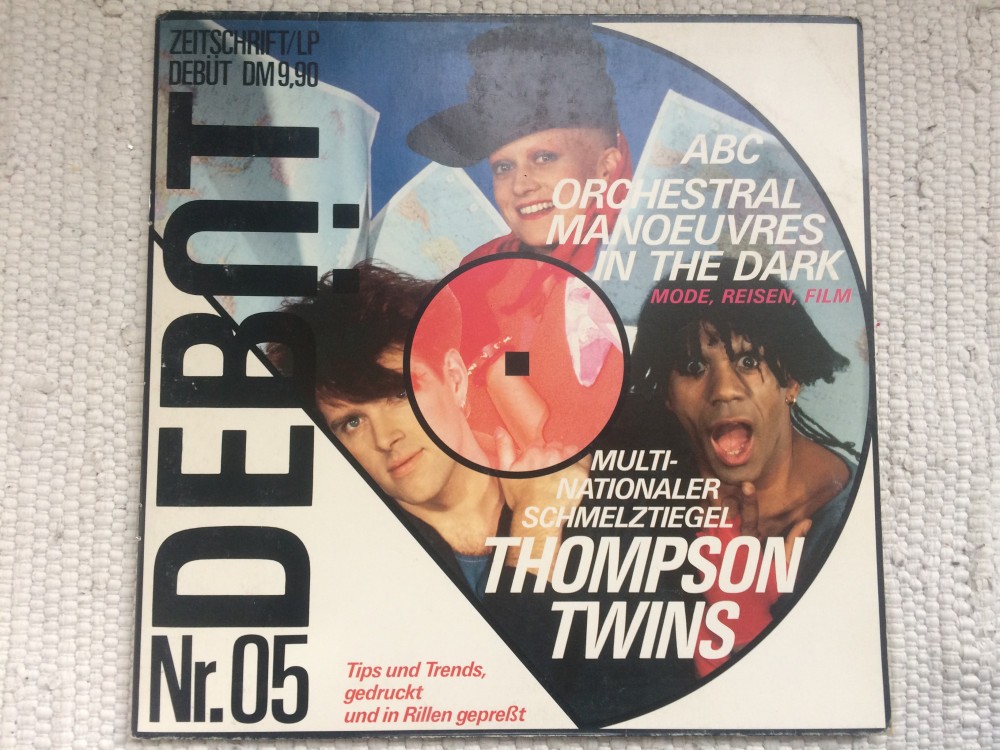 ZEITSCHRIFT/LP
DEBÜT DM 9,90
DEBÜT
Nr. 05
ABC
ORCHESTRAL
MANOEUVRES
IN THE DARK
MODE, REISEN, FILM
MULTI-
NATIONALER
SCHMELZTIEGEL
THOMPSON
TWINS
Tips und Trends,
gedruckt
und in Rillen gepreßt